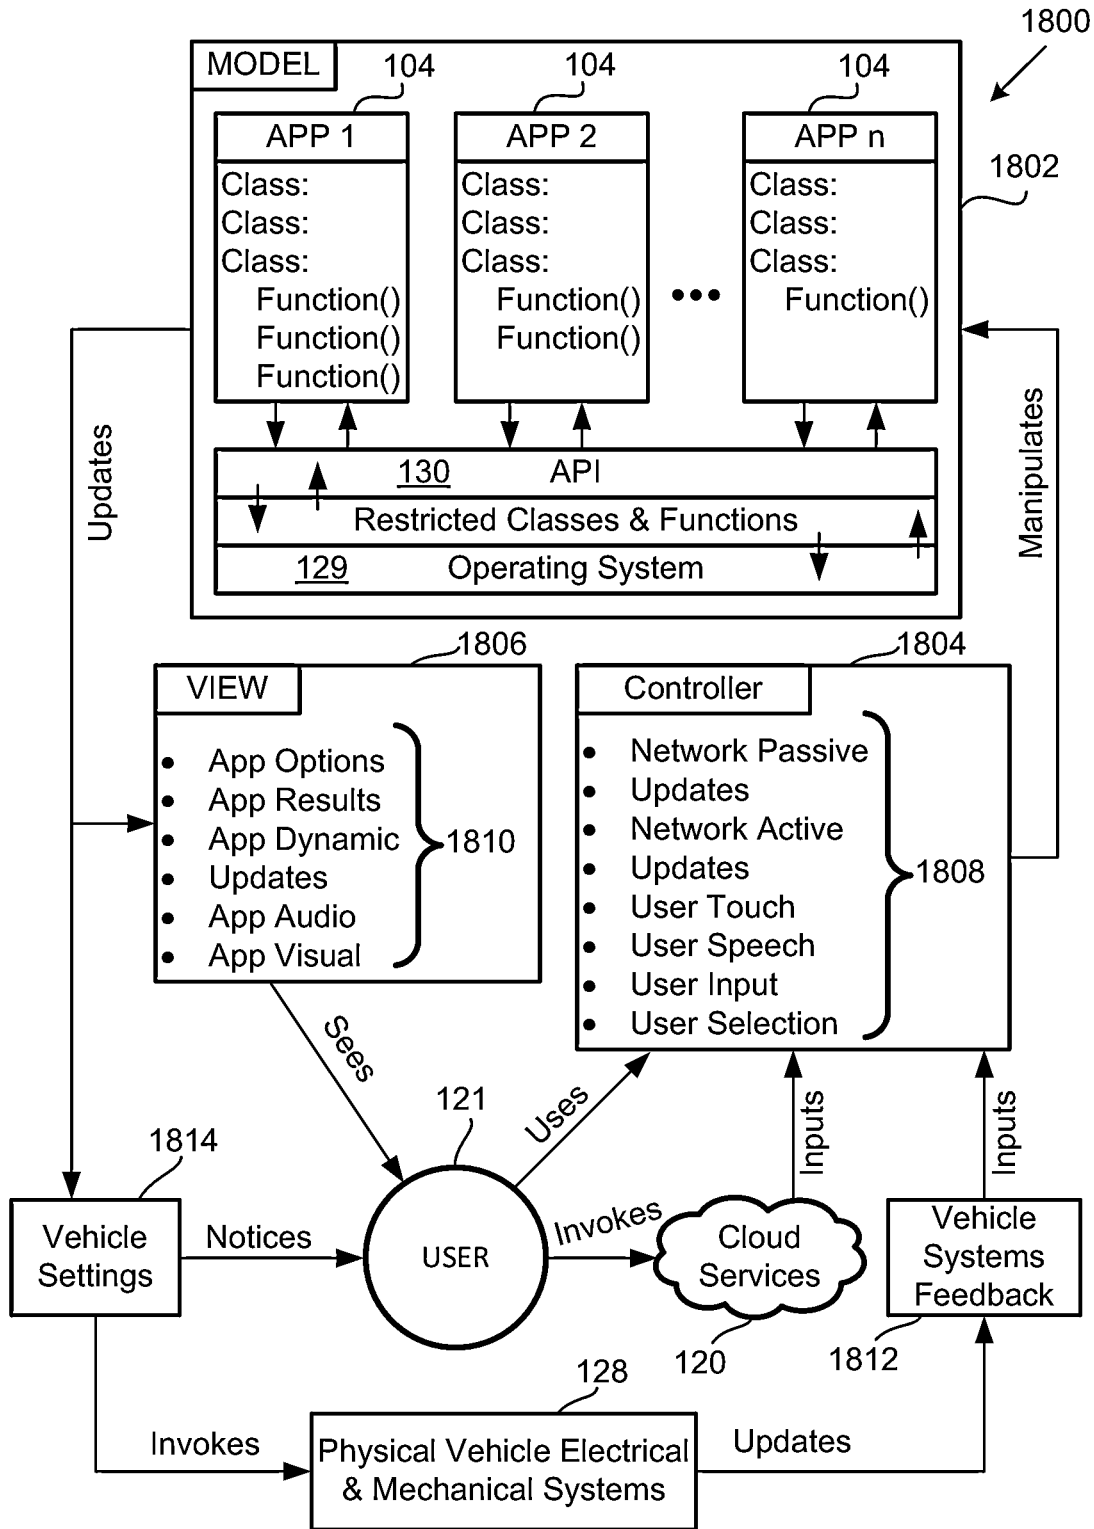 1800
MODEL
104
104
104
1802
APP 1
Class:
Class:
Class:
Function()
Function()
Function()
APP 2
Class:
Class:
Class:
Function()
Function()
•••
APP n
Class:
Class:
Class:
Function()
130 API
Restricted Classes & Functions
129 Operating System
Updates
Manipulates
1806
VIEW
• App Options
• App Results
• App Dynamic
• Updates
• App Audio
• App Visual
1810
1804
Controller
• Network Passive
• Updates
• Network Active
• Updates
• User Touch
• User Speech
• User Input
• User Selection
1808
Sees
Uses
Inputs
Inputs
121
1814
Vehicle
Settings
Notices
USER
Invokes
Cloud
Services
120
Vehicle
Systems
Feedback
1812
128
Invokes
Physical Vehicle Electrical
& Mechanical Systems
Updates